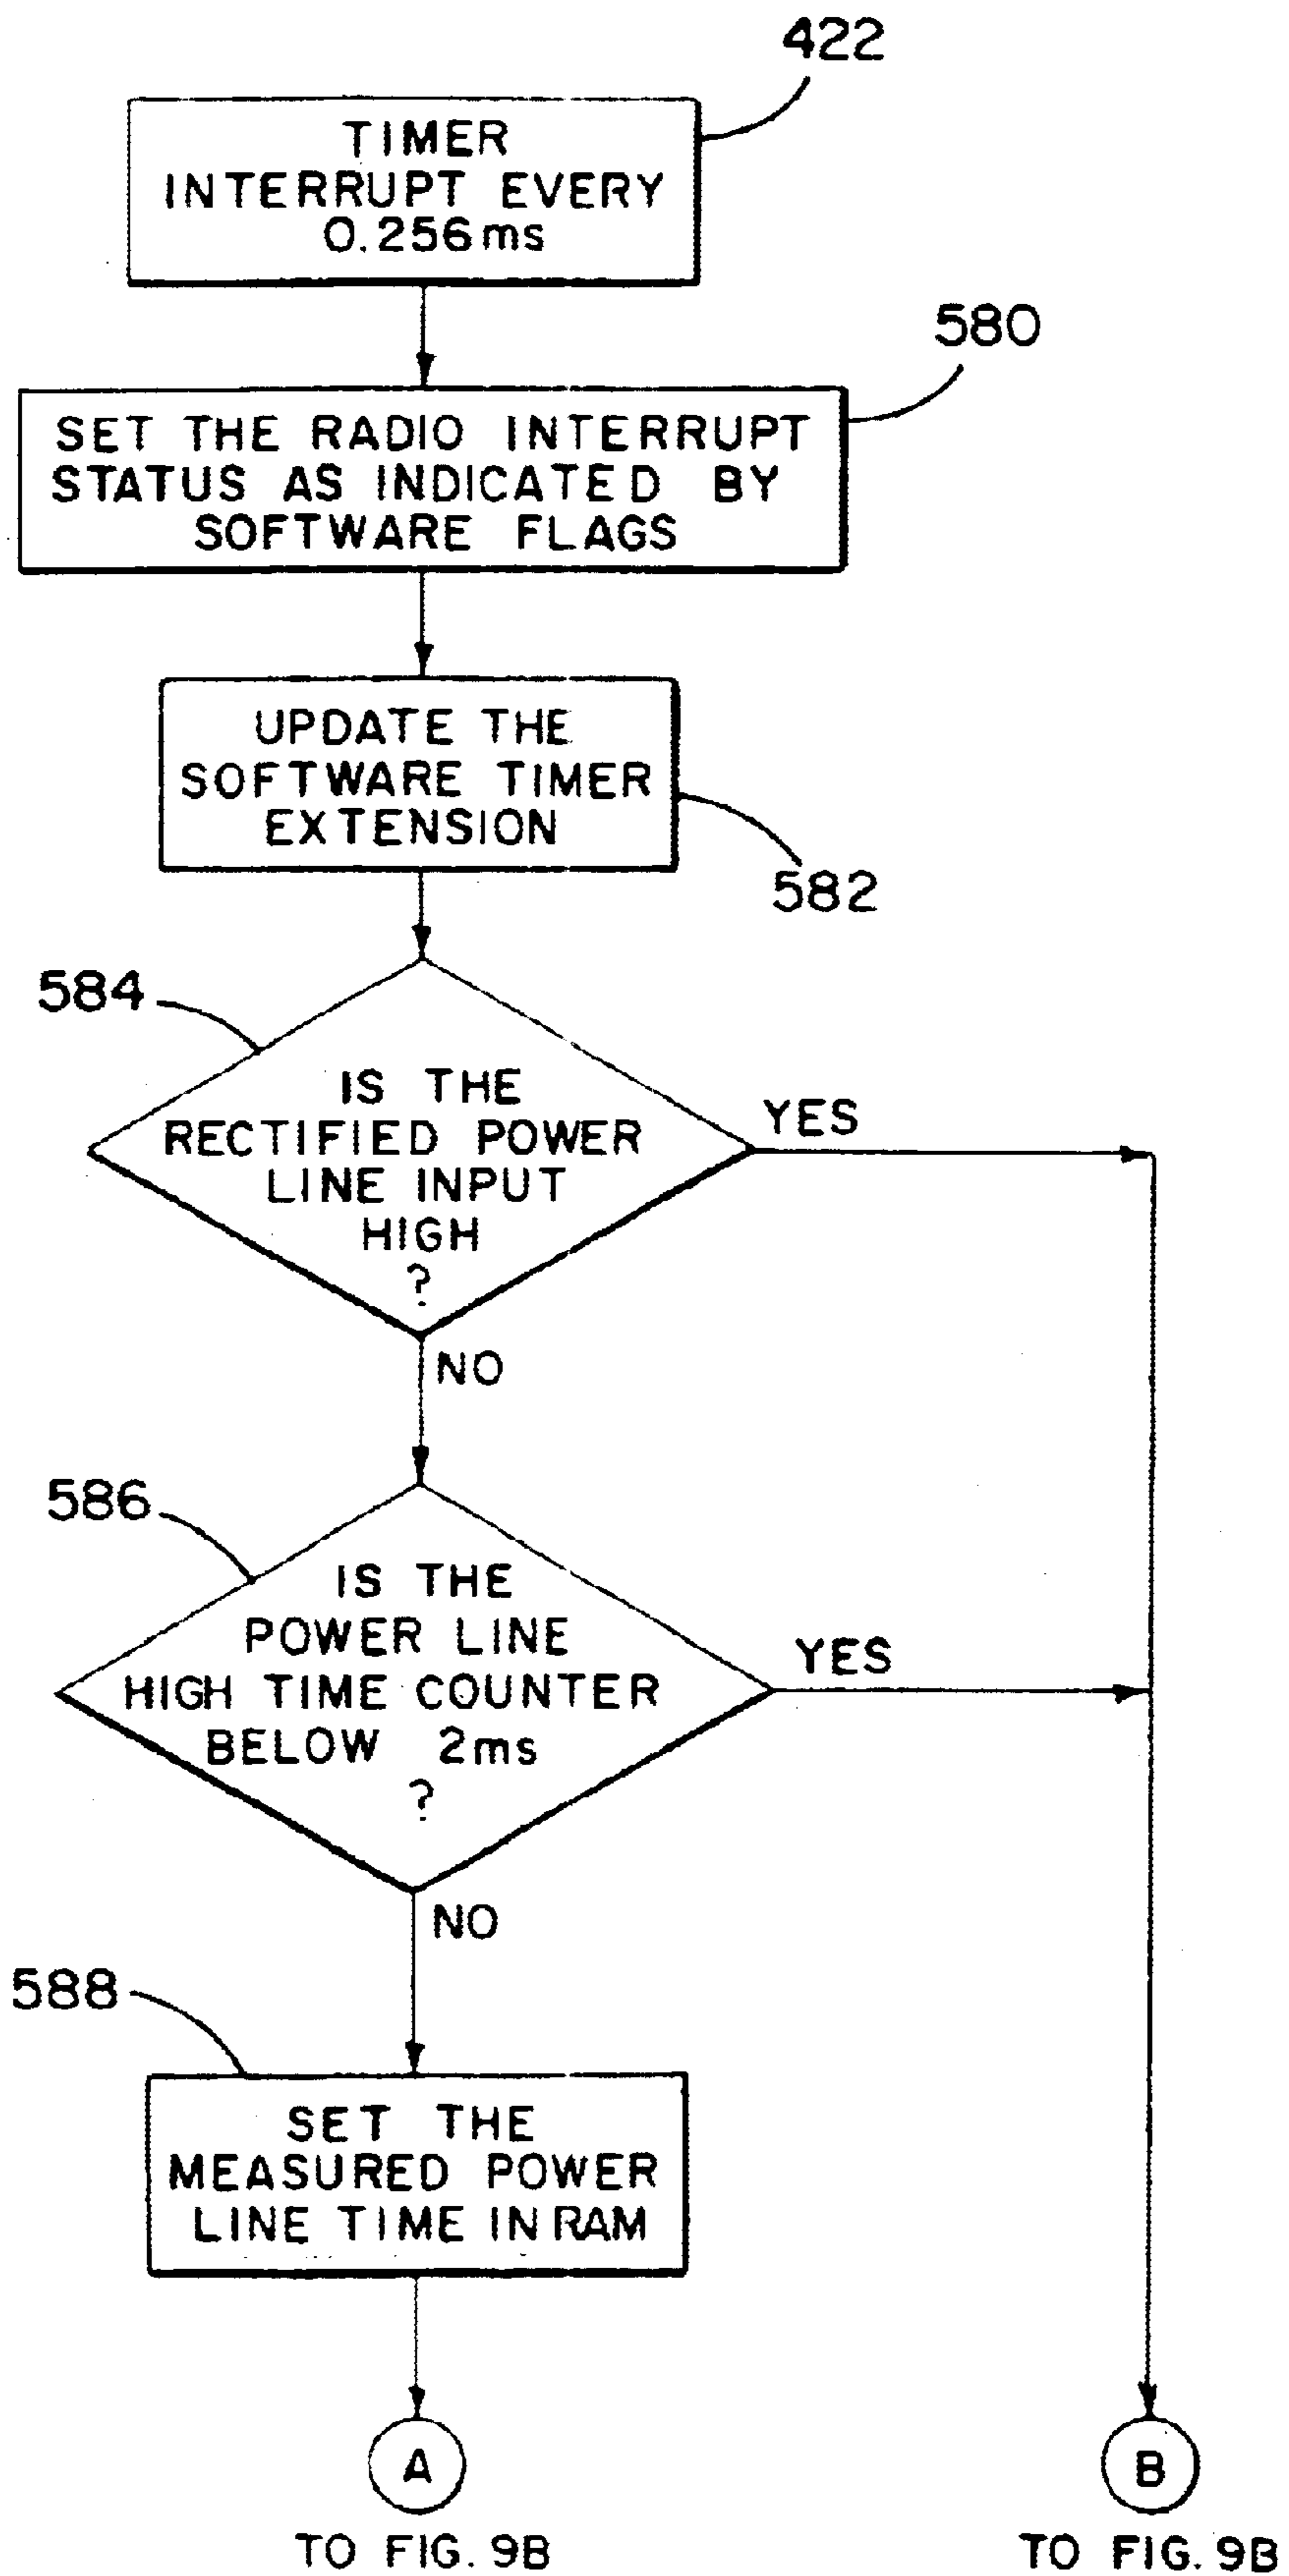 422
TIMER
INTERRUPT EVERY
0.256ms
580
SET THE RADIO INTERRUPT
STATUS AS INDICATED BY
SOFTWARE FLAGS
UPDATE THE
SOFTWARE TIMER
EXTENSION
582
584
IS THE
RECTIFIED POWER
LINE INPUT
HIGH
?
YES
NO
586
IS THE
POWER LINE
HIGH TIME COUNTER
BELOW 2ms
?
YES
NO
588
SET THE
MEASURED POWER
LINE TIME IN RAM
A
B
TO FIG. 9B
TO FIG. 9B